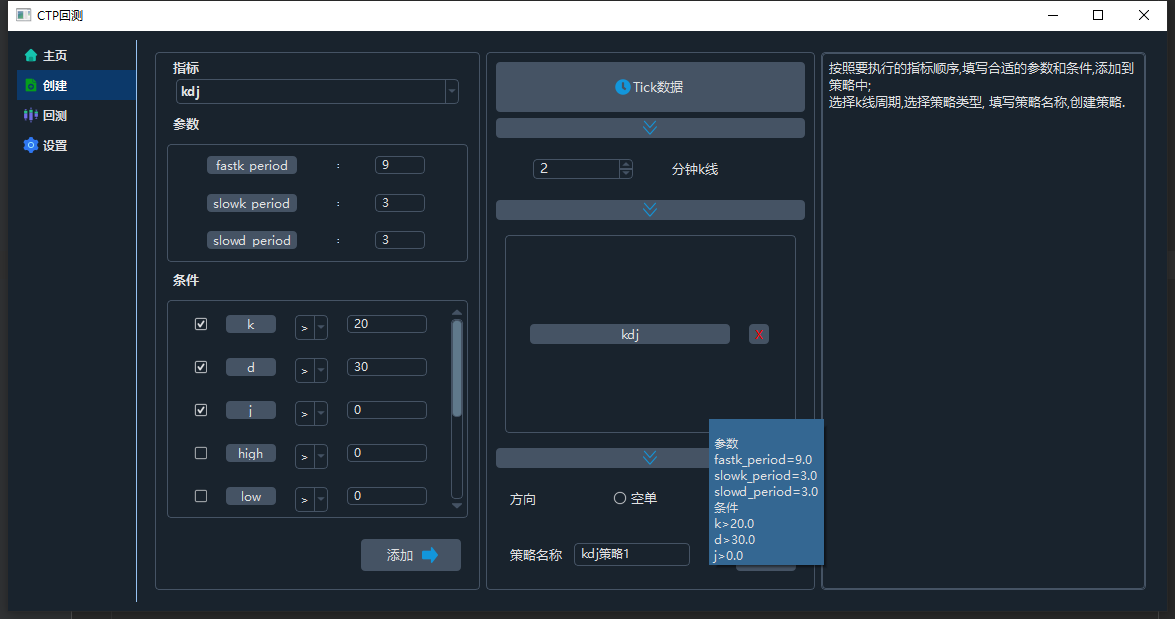 CTP回测
主页
创建
回测
设置
指标
kdj
参数
fastk_period : 9
slowk_period : 3
slowd_period : 3
条件
k > 20
d > 30
j > 0
high > 0
low > 0
添加
Tick数据
2 分钟k线
kdj X
方向 空单
策略名称 kdj策略1
参数
fastk_period=9.0
slowk_period=3.0
slowd_period=3.0
条件
k>20.0
d>30.0
j>0.0
按照要执行的指标顺序,填写合适的参数和条件,添加到
策略中;
选择k线周期,选择策略类型, 填写策略名称,创建策略.